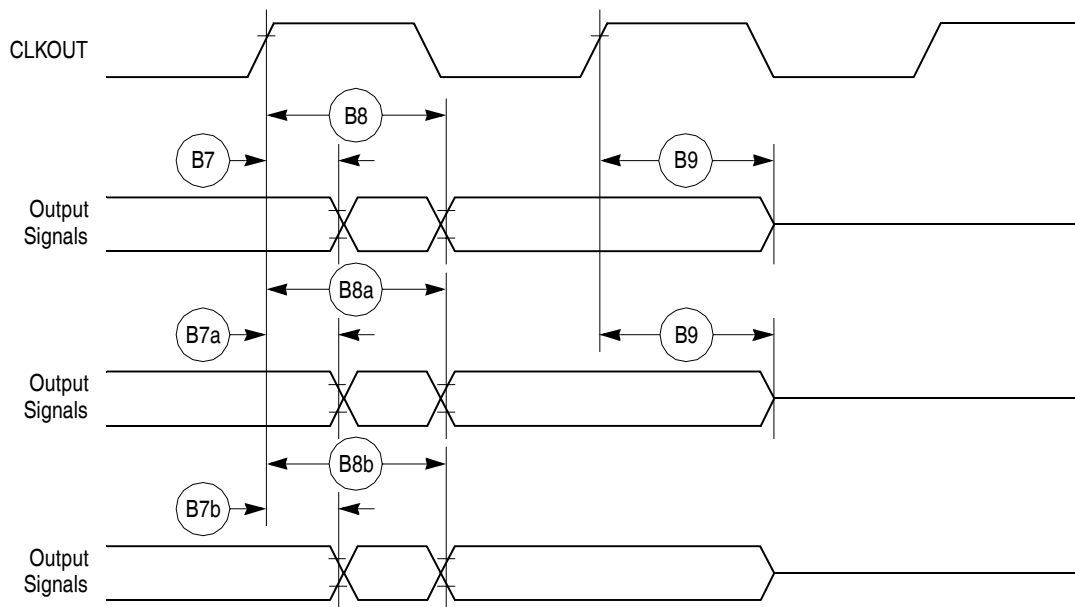 CLKOUT
B8
B7
B9
Output
Signals
B8a
B7a
B9
Output
Signals
B8b
B7b
Output
Signals